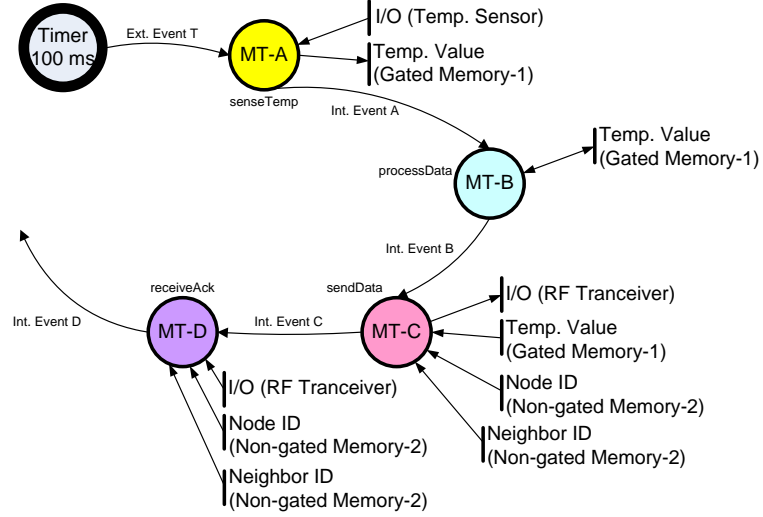 Timer
100 ms
Ext. Event T
MT-A
senseTemp
I/O (Temp. Sensor)
Temp. Value
(Gated Memory-1)
Int. Event A
processData
MT-B
Temp. Value
(Gated Memory-1)
Int. Event B
sendData
MT-C
I/O (RF Tranceiver)
Temp. Value
(Gated Memory-1)
Node ID
(Non-gated Memory-2)
Neighbor ID
(Non-gated Memory-2)
Int. Event C
receiveAck
MT-D
I/O (RF Tranceiver)
Node ID
(Non-gated Memory-2)
Neighbor ID
(Non-gated Memory-2)
Int. Event D